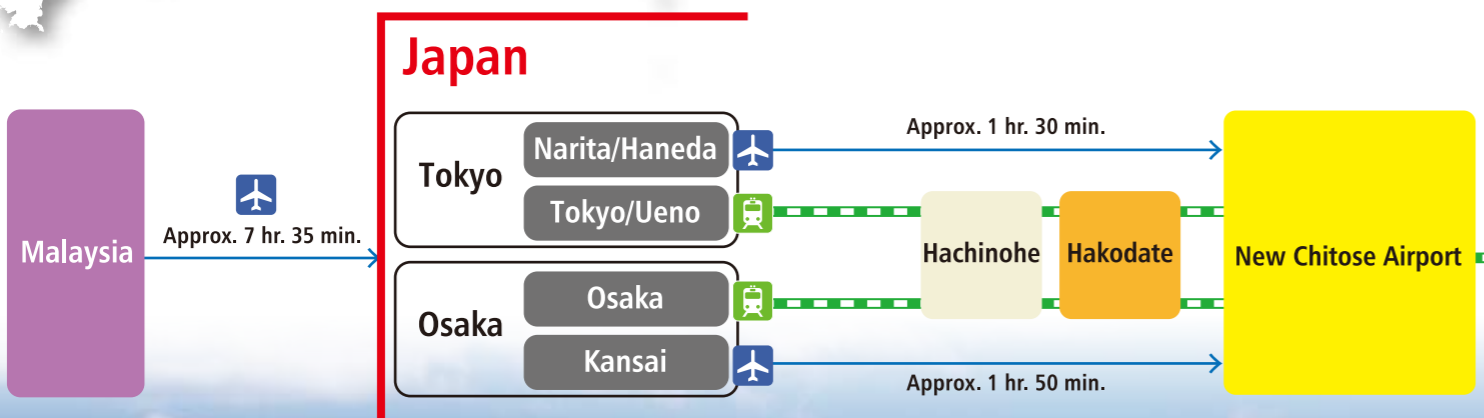 Japan
Malaysia
Approx. 7 hr. 35 min.
Tokyo
Narita/Haneda
Tokyo/Ueno
Osaka
Osaka
Kansai
Approx. 1 hr. 30 min.
Hachinohe
Hakodate
Approx. 1 hr. 50 min.
New Chitose Airport